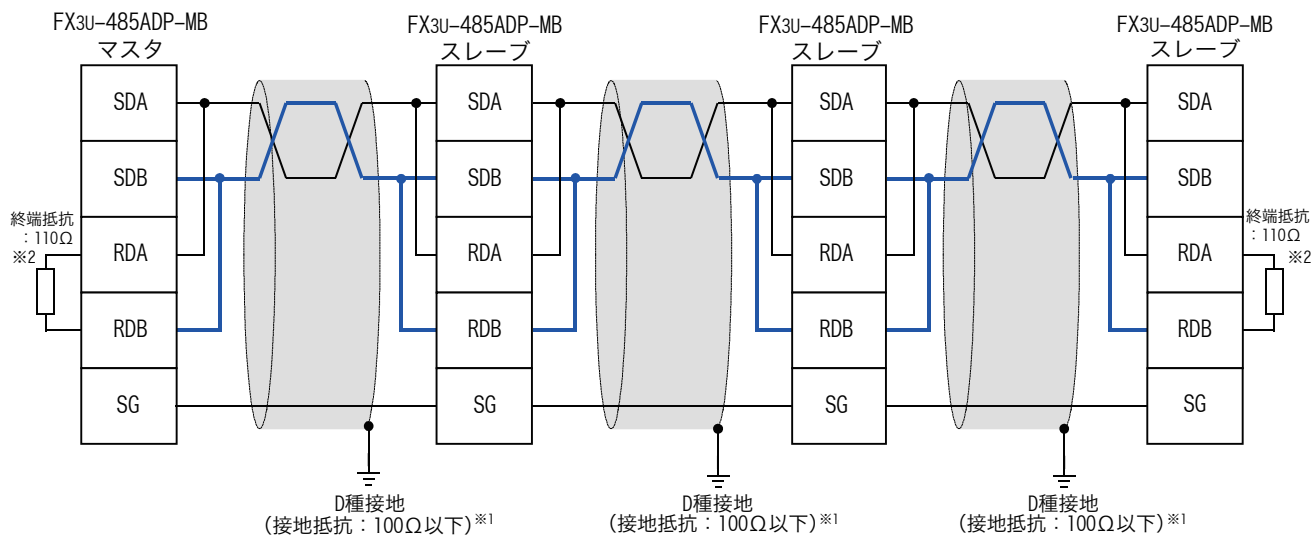 FX3U-485ADP-MB
マスタ
FX3U-485ADP-MB
スレーブ
FX3U-485ADP-MB
スレーブ
FX3U-485ADP-MB
スレーブ
SDA
SDB
RDA
RDB
SG
SDA
SDB
RDA
RDB
SG
SDA
SDB
RDA
RDB
SG
SDA
SDB
RDA
RDB
SG
終端抵抗
:110Ω
※2
終端抵抗
:110Ω
※2
D種接地
(接地抵抗:100Ω以下)※1
D種接地
(接地抵抗:100Ω以下)※1
D種接地
(接地抵抗:100Ω以下)※1